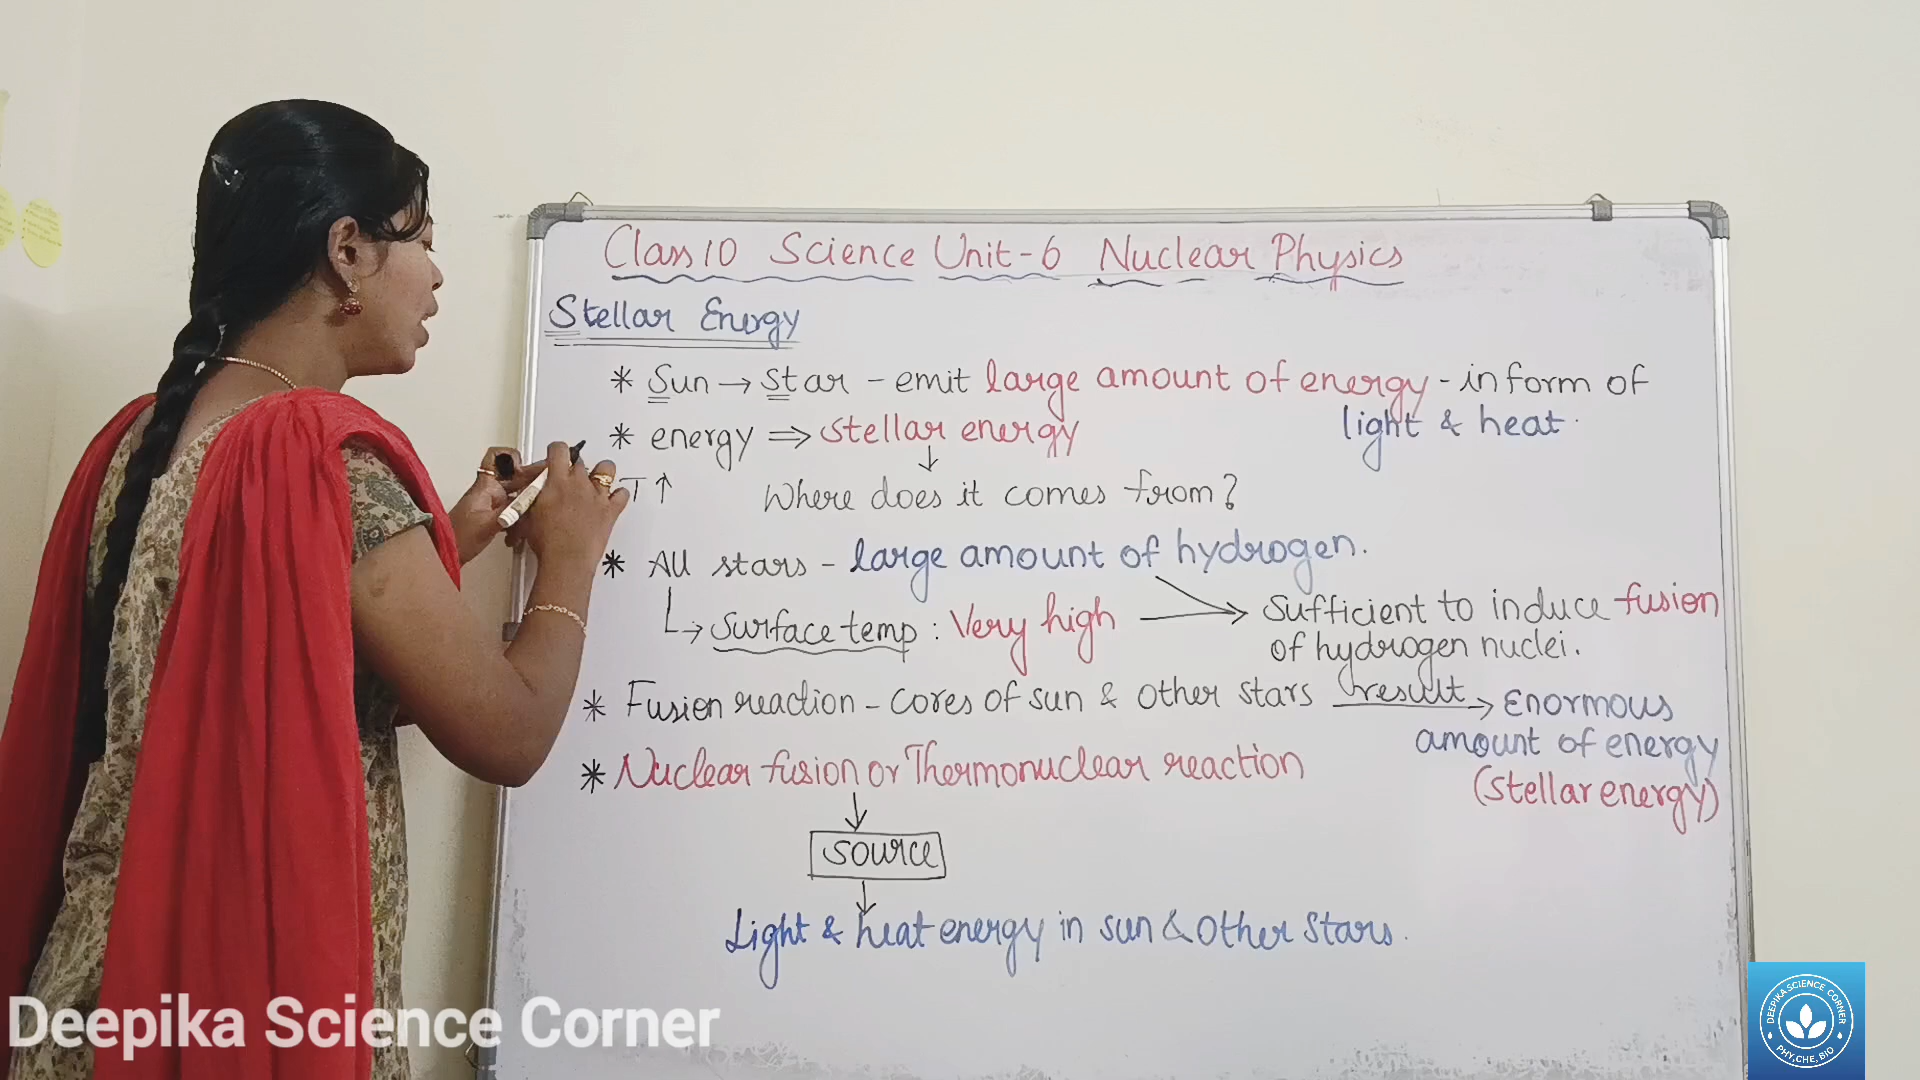 Class 10 Science Unit-6 Nuclear Physics
Stellar Energy
* Sun → Star - emit large amount of energy - in form of
light & heat.
* energy ⇒ stellar energy
↓
T ↑ Where does it comes from?
* All stars - large amount of hydrogen.
↳ Surface temp : Very high → Sufficient to induce fusion
of hydrogen nuclei.
* Fusion reaction - cores of sun & other stars result → Enormous
amount of energy
(stellar energy)
* Nuclear fusion or Thermonuclear reaction
↓
source
↓
Light & heat energy in sun & other stars.
Deepika Science Corner
DEEPIKA SCIENCE CORNER
PHY, CHE, BIO